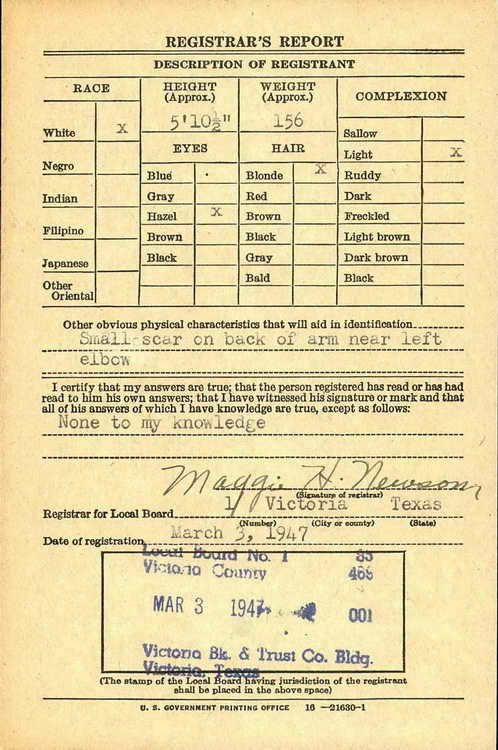 REGISTRAR'S REPORT
DESCRIPTION OF REGISTRANT
RACE
HEIGHT (Approx.)
WEIGHT (Approx.)
COMPLEXION
White X
5'10½"
156
Sallow
Light X
EYES
HAIR
Negro
Blue
Blonde X
Ruddy
Indian
Gray
Red
Dark
Hazel X
Brown
Freckled
Filipino
Brown
Black
Light brown
Japanese
Black
Gray
Dark brown
Other Oriental
Bald
Black
Other obvious physical characteristics that will aid in identification
Small scar on back of arm near left
elbow
I certify that my answers are true; that the person registered has read or has had
read to him his own answers; that I have witnessed his signature or mark and that
all of his answers of which I have knowledge are true, except as follows:
None to my knowledge
Maggie H. Newsom
(Signature of registrar)
Registrar for Local Board 1 Victoria Texas
(Number) (City or county) (State)
Date of registration March 3, 1947
Local Board No. 1 85
Victoria County 469
MAR 3 1947 001
Victoria Bk. & Trust Co. Bldg.
Victoria, Texas
(The stamp of the Local Board having jurisdiction of the registrant
shall be placed in the above space)
U. S. GOVERNMENT PRINTING OFFICE 16—21630-1